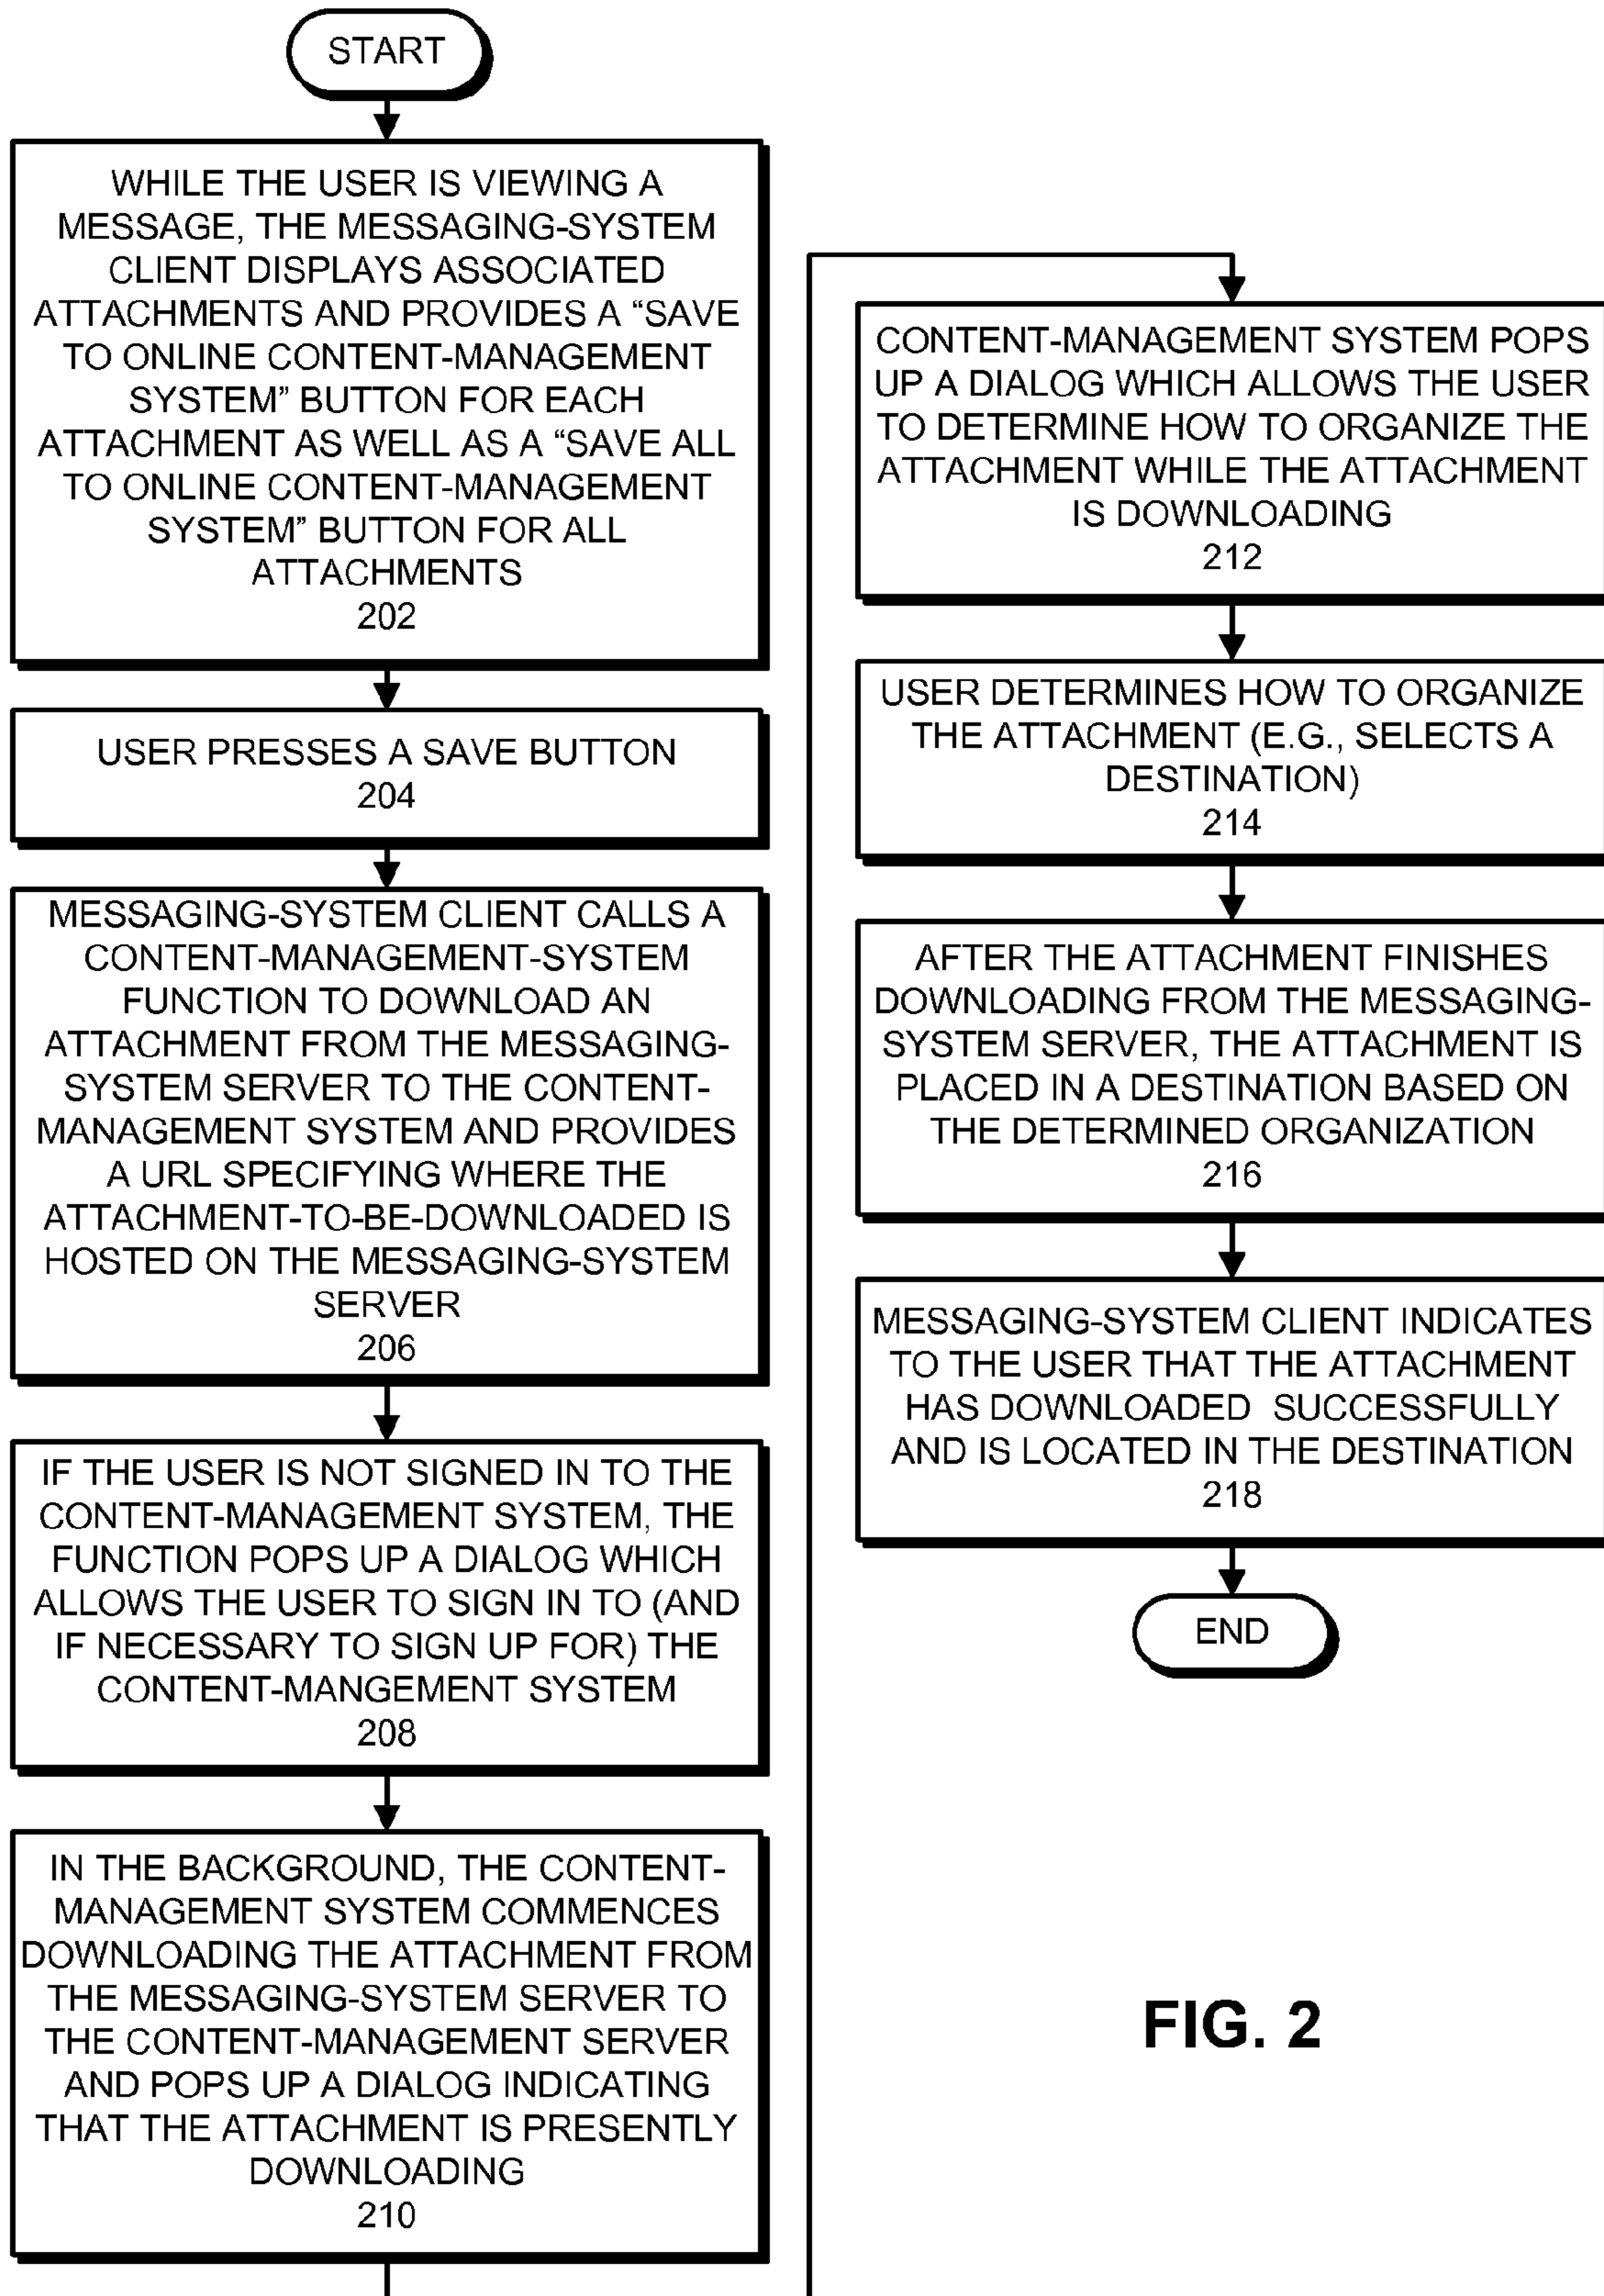 START
WHILE THE USER IS VIEWING A
MESSAGE, THE MESSAGING-SYSTEM
CLIENT DISPLAYS ASSOCIATED
ATTACHMENTS AND PROVIDES A “SAVE
TO ONLINE CONTENT-MANAGEMENT
SYSTEM” BUTTON FOR EACH
ATTACHMENT AS WELL AS A “SAVE ALL
TO ONLINE CONTENT-MANAGEMENT
SYSTEM” BUTTON FOR ALL
ATTACHMENTS
202
USER PRESSES A SAVE BUTTON
204
MESSAGING-SYSTEM CLIENT CALLS A
CONTENT-MANAGEMENT-SYSTEM
FUNCTION TO DOWNLOAD AN
ATTACHMENT FROM THE MESSAGING-
SYSTEM SERVER TO THE CONTENT-
MANAGEMENT SYSTEM AND PROVIDES
A URL SPECIFYING WHERE THE
ATTACHMENT-TO-BE-DOWNLOADED IS
HOSTED ON THE MESSAGING-SYSTEM
SERVER
206
IF THE USER IS NOT SIGNED IN TO THE
CONTENT-MANAGEMENT SYSTEM, THE
FUNCTION POPS UP A DIALOG WHICH
ALLOWS THE USER TO SIGN IN TO (AND
IF NECESSARY TO SIGN UP FOR) THE
CONTENT-MANGEMENT SYSTEM
208
IN THE BACKGROUND, THE CONTENT-
MANAGEMENT SYSTEM COMMENCES
DOWNLOADING THE ATTACHMENT FROM
THE MESSAGING-SYSTEM SERVER TO
THE CONTENT-MANAGEMENT SERVER
AND POPS UP A DIALOG INDICATING
THAT THE ATTACHMENT IS PRESENTLY
DOWNLOADING
210
CONTENT-MANAGEMENT SYSTEM POPS
UP A DIALOG WHICH ALLOWS THE USER
TO DETERMINE HOW TO ORGANIZE THE
ATTACHMENT WHILE THE ATTACHMENT
IS DOWNLOADING
212
USER DETERMINES HOW TO ORGANIZE
THE ATTACHMENT (E.G., SELECTS A
DESTINATION)
214
AFTER THE ATTACHMENT FINISHES
DOWNLOADING FROM THE MESSAGING-
SYSTEM SERVER, THE ATTACHMENT IS
PLACED IN A DESTINATION BASED ON
THE DETERMINED ORGANIZATION
216
MESSAGING-SYSTEM CLIENT INDICATES
TO THE USER THAT THE ATTACHMENT
HAS DOWNLOADED SUCCESSFULLY
AND IS LOCATED IN THE DESTINATION
218
END
FIG. 2